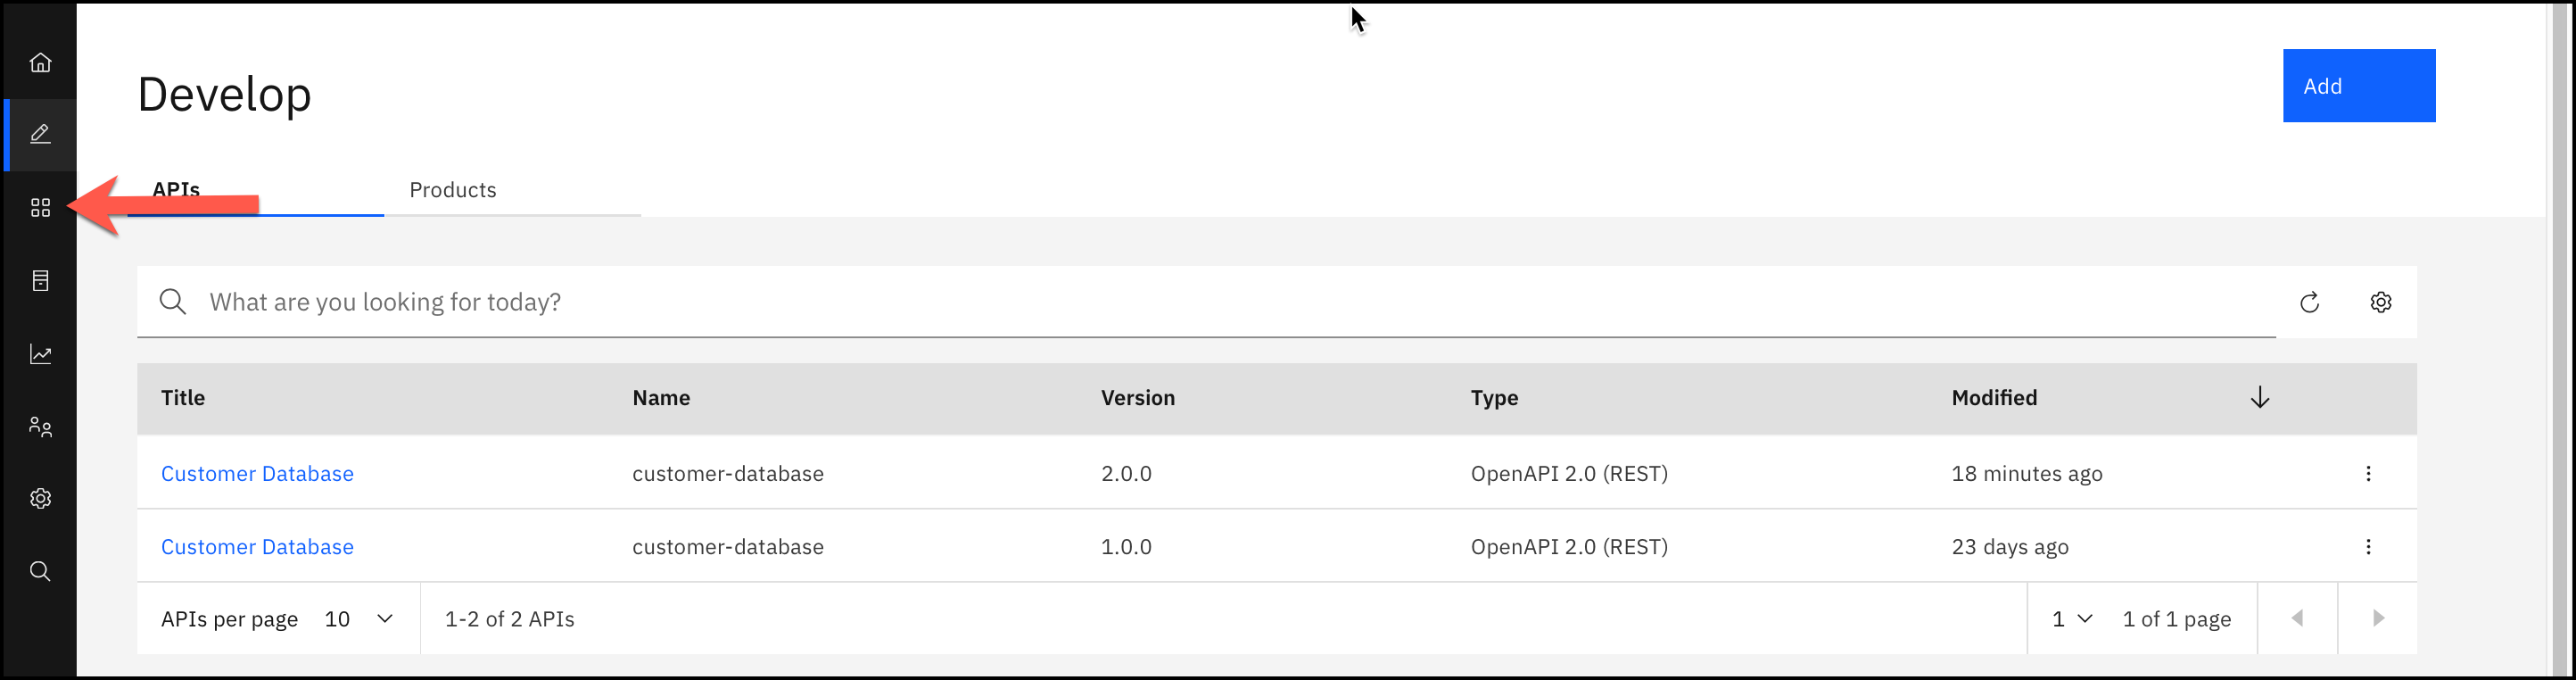 Develop
Add
APIs
Products
What are you looking for today?
Title Name Version Type Modified
Customer Database customer-database 2.0.0 OpenAPI 2.0 (REST) 18 minutes ago
Customer Database customer-database 1.0.0 OpenAPI 2.0 (REST) 23 days ago
APIs per page 10 1-2 of 2 APIs 1 1 of 1 page